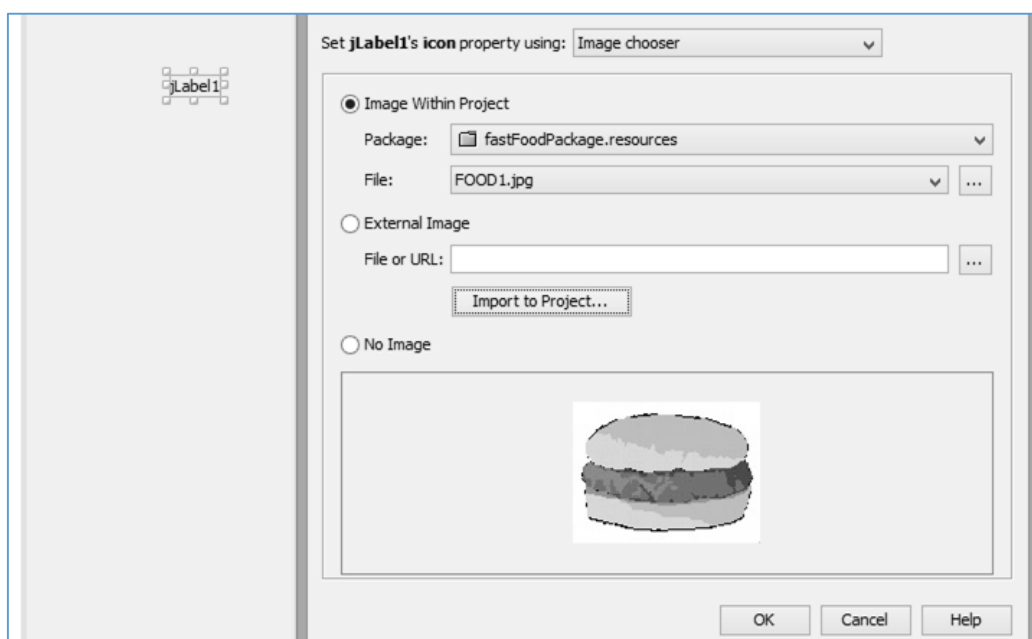 Set jLabel1's icon property using: Image chooser
jLabel1
Image Within Project
Package: fastFoodPackage.resources
File: FOOD1.jpg ...
External Image
File or URL: ...
Import to Project...
No Image
OK Cancel Help